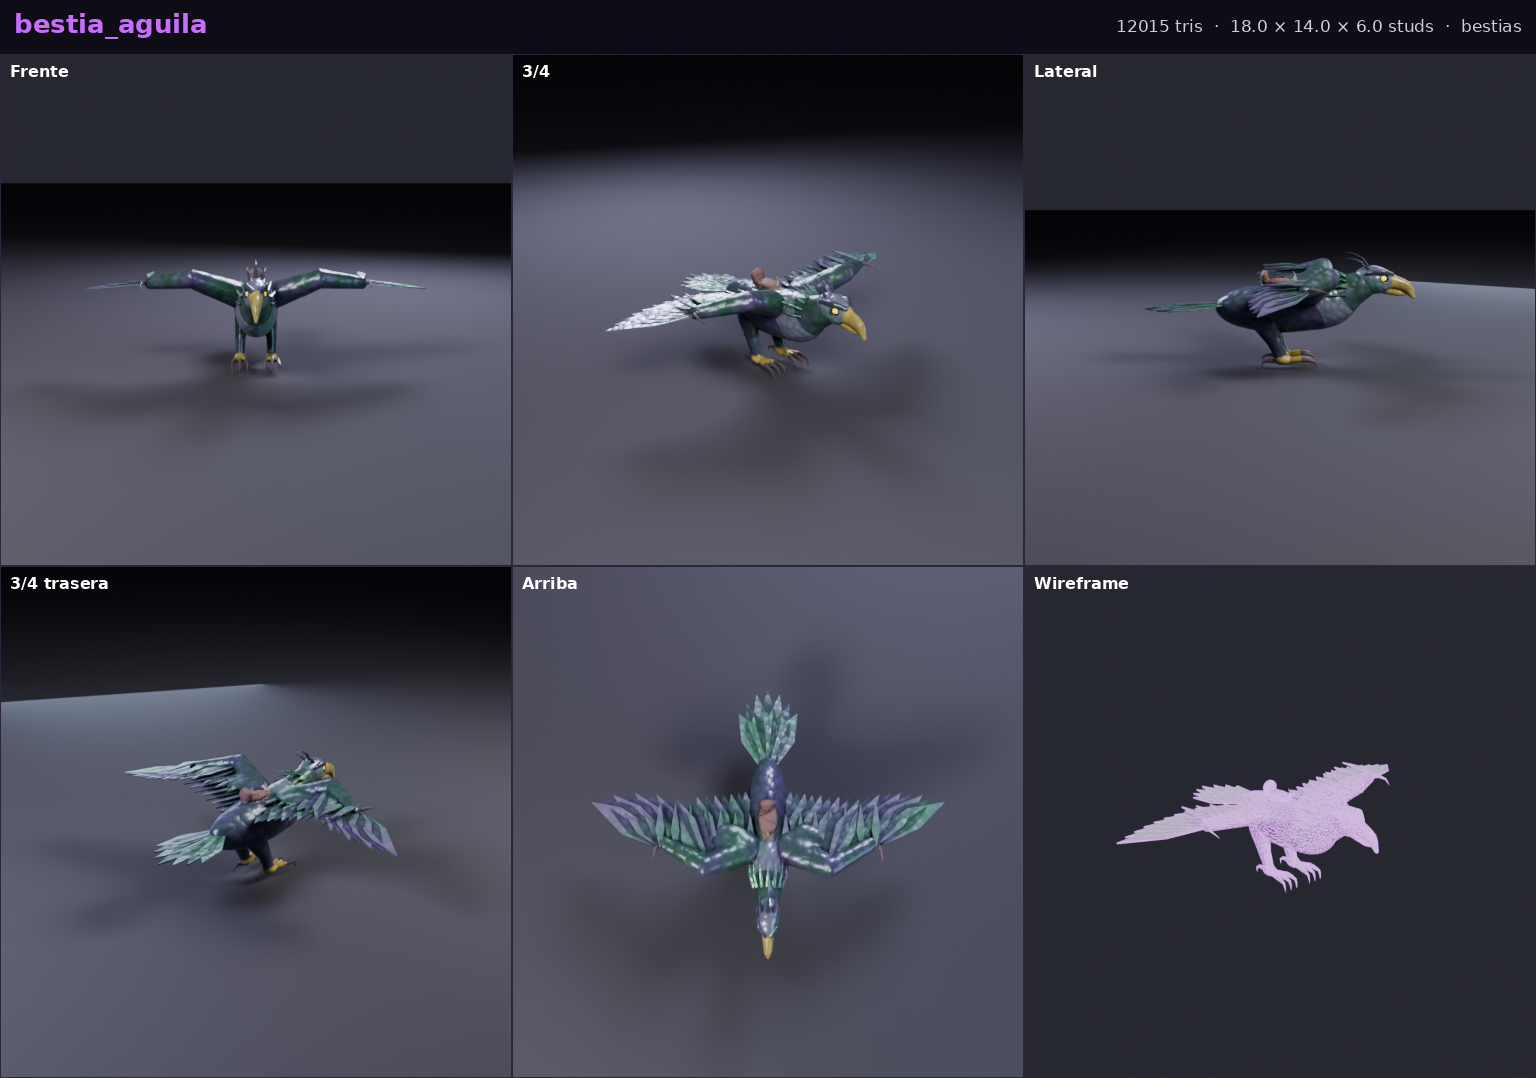 bestia_aguila
12015 tris · 18.0 × 14.0 × 6.0 studs · bestias
Frente
3/4
Lateral
3/4 trasera
Arriba
Wireframe